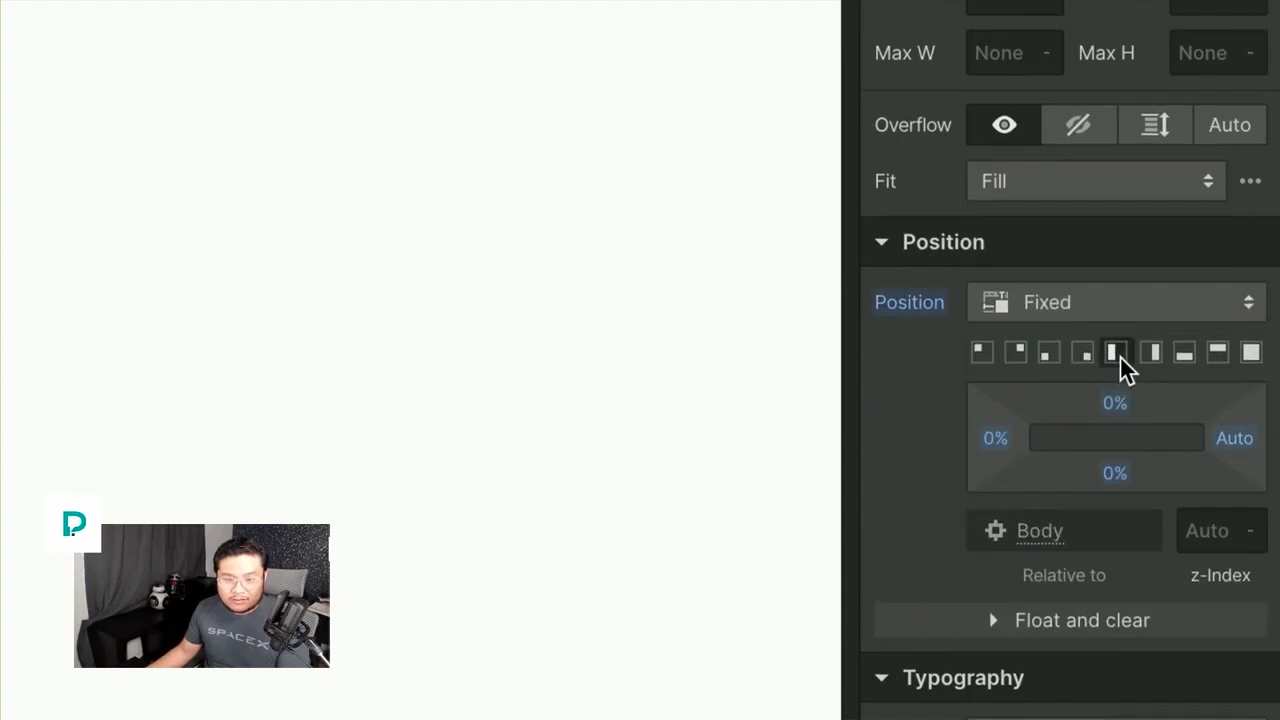 Max W None - Max H None -
Overflow Auto
Fit Fill
Position
Position Fixed
0%
0% Auto
0%
Body Auto -
Relative to z-Index
Float and clear
SPACEX
Typography